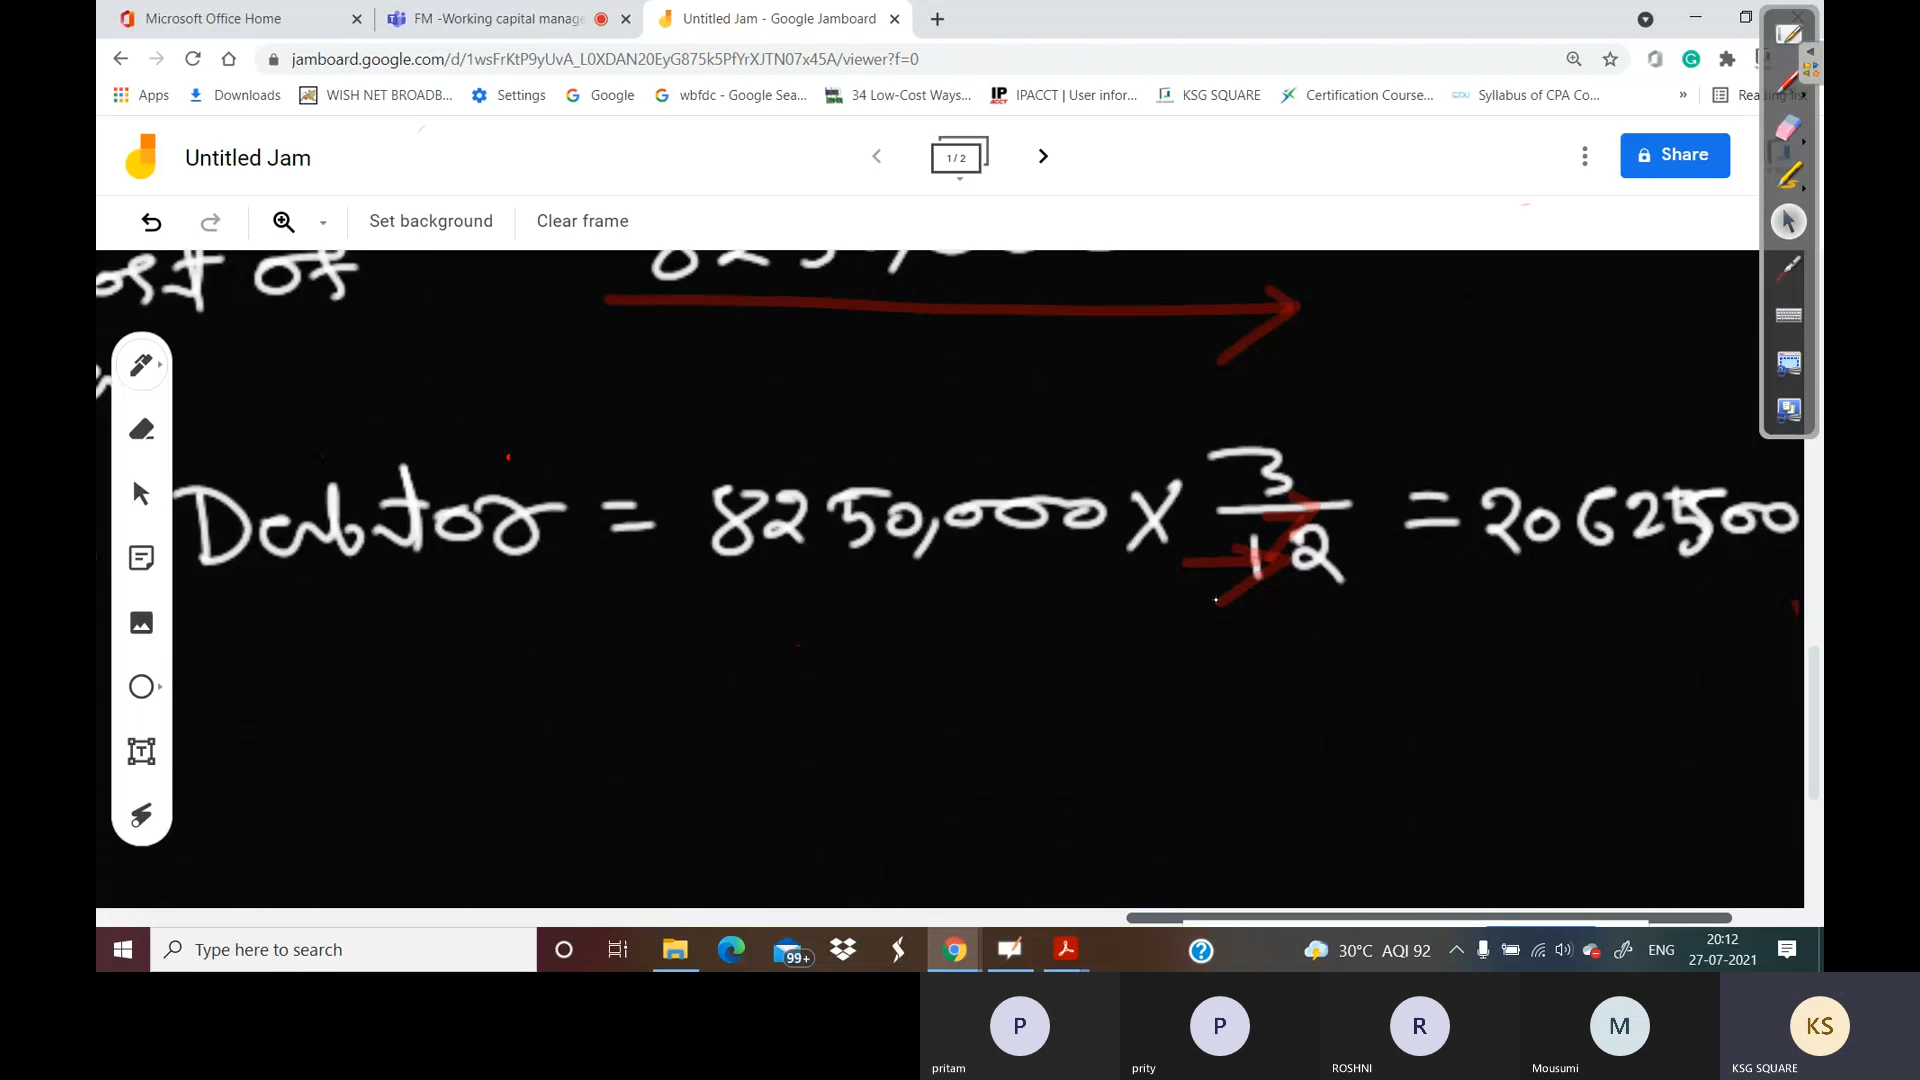 Microsoft Office Home
FM -Working capital manage
Untitled Jam - Google Jamboard
jamboard.google.com/d/1wsFrKtP9yUvA_L0XDAN20EyG875k5PfYrXJTN07x45A/viewer?f=0
Apps Downloads WISH NET BROADB... Settings Google wbfdc - Google Sea... 34 Low-Cost Ways... IPACCT | User infor... KSG SQUARE Certification Course... Syllabus of CPA Co... »
Untitled Jam
1 / 2
Share
Set background Clear frame
of
Debtor = 8250,000 X 3/12 = 2062500
Type here to search
99+
30°C AQI 92
ENG
20:12
27-07-2021
P P R M KS
pritam prity ROSHNI Mousumi KSG SQUARE